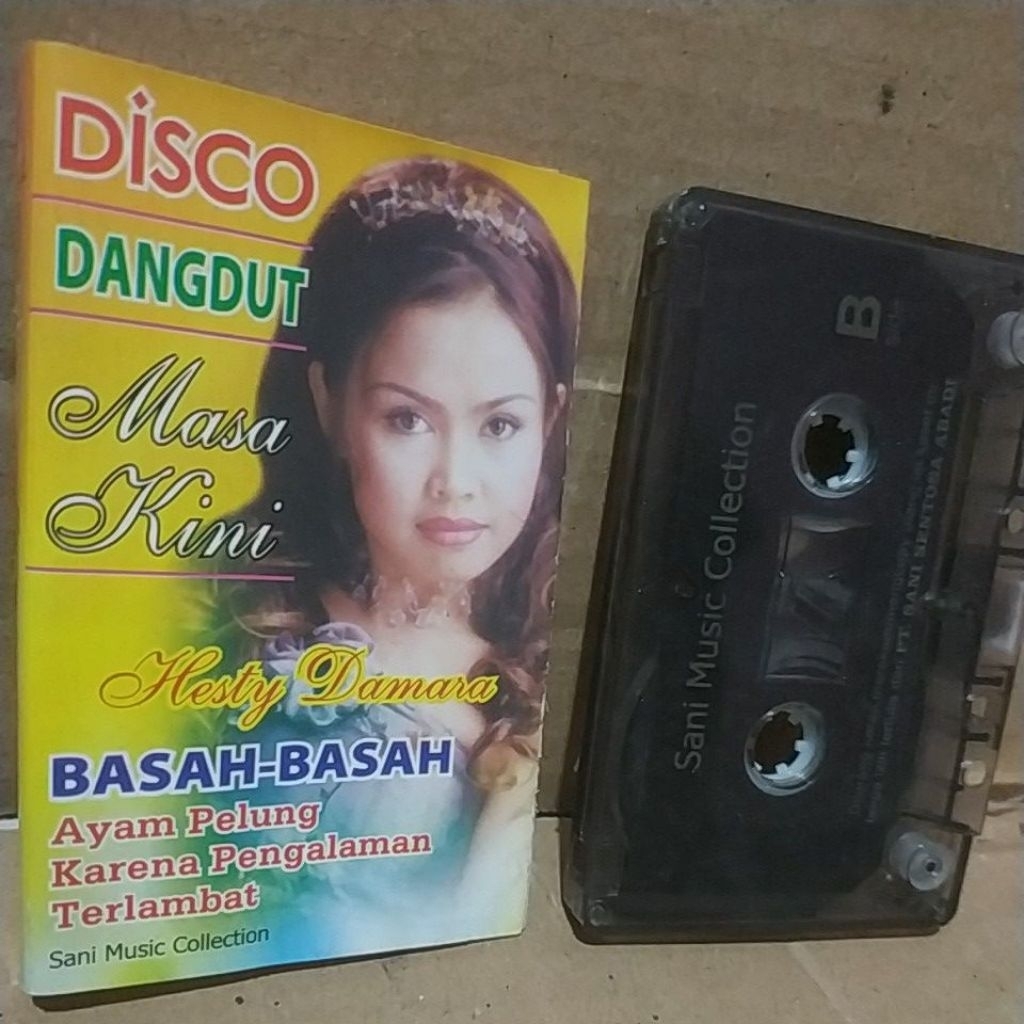 DiSCO
DANGDUT
Masa
Kini
Hesty Damara
BASAH-BASAH
Ayam Pelung
Karena Pengalaman
Terlambat
Sani Music Collection
B
Sani Music Collection
PT. SANI SENTOSA ABADI